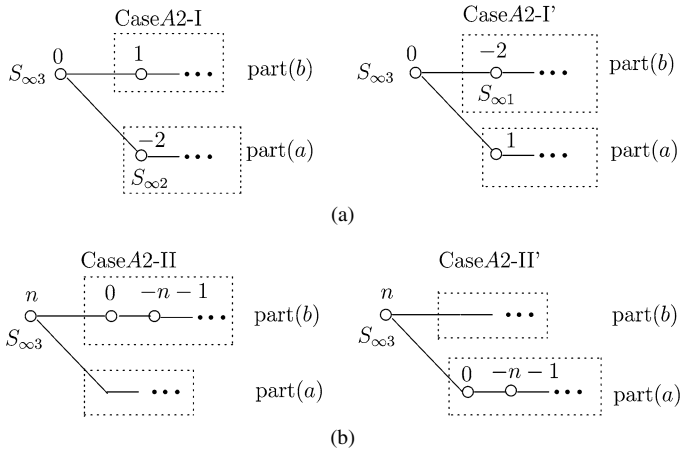 CaseA2-I
CaseA2-I'
0 1
S∞3 part(b)
-2
S∞2 part(a)
0 -2
S∞3 S∞1 part(b)
1 part(a)
(a)
CaseA2-II
CaseA2-II'
n 0 -n - 1
S∞3 part(b)
part(a)
n
S∞3 part(b)
0 -n - 1
part(a)
(b)